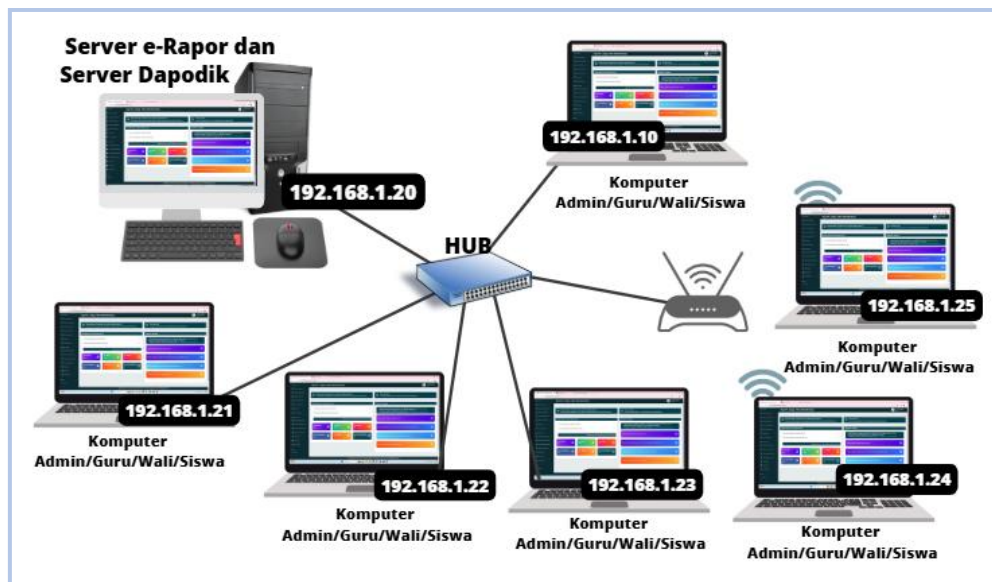 Server e-Rapor dan
Server Dapodik
192.168.1.20
192.168.1.10
Komputer
Admin/Guru/Wali/Siswa
HUB
192.168.1.25
Komputer
Admin/Guru/Wali/Siswa
192.168.1.21
Komputer
Admin/Guru/Wali/Siswa
192.168.1.22
Komputer
Admin/Guru/Wali/Siswa
192.168.1.23
Komputer
Admin/Guru/Wali/Siswa
192.168.1.24
Komputer
Admin/Guru/Wali/Siswa